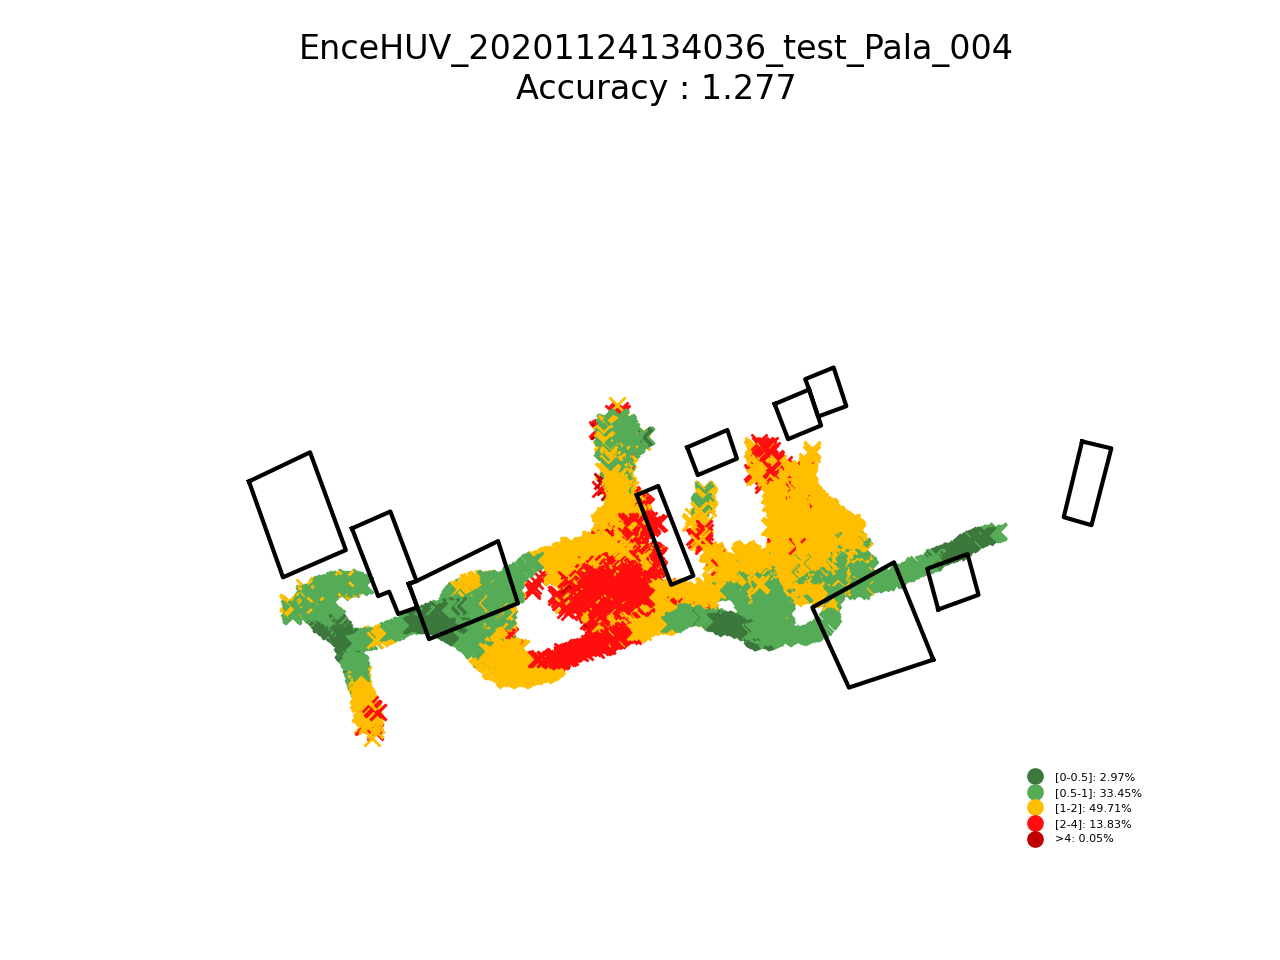 EnceHUV_20201124134036_test_Pala_004
Accuracy : 1.277
[0-0.5]: 2.97%
[0.5-1]: 33.45%
[1-2]: 49.71%
[2-4]: 13.83%
>4: 0.05%